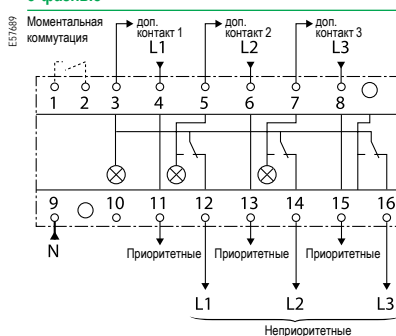 3-фазные
E57689
Моментальная
коммутация
доп.
контакт 1
доп.
контакт 2
доп.
контакт 3
L1 L2 L3
1 2 3 4 5 6 7 8
9 10 11 12 13 14 15 16
N
Приоритетные Приоритетные Приоритетные
L1 L2 L3
Неприоритетные